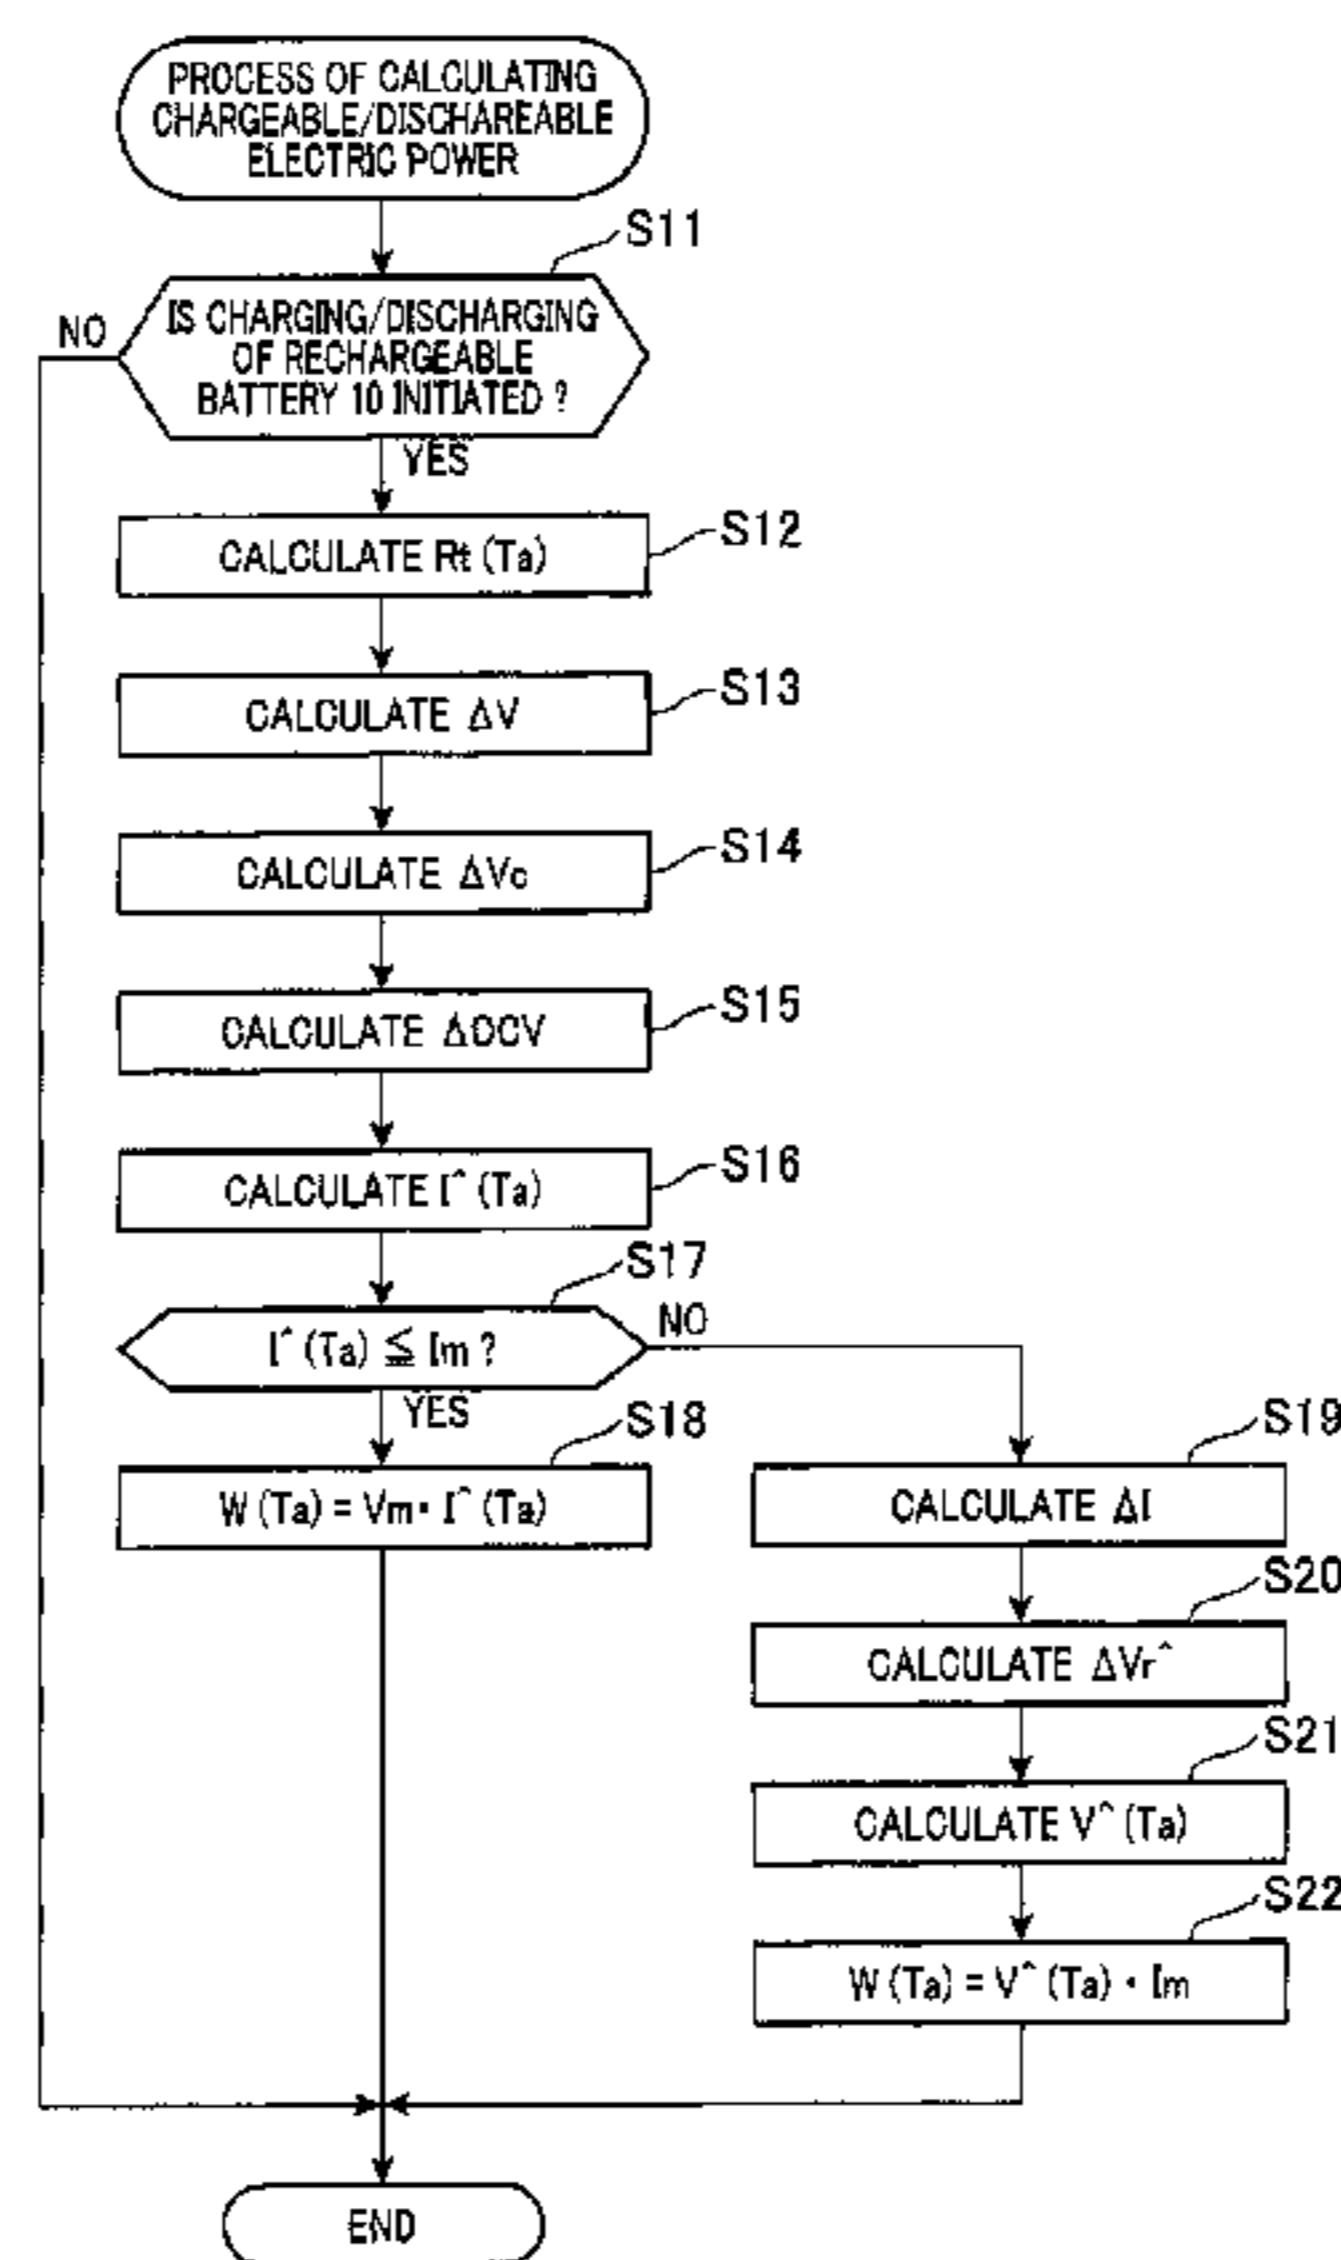 PROCESS OF CALCULATING
CHARGEABLE/DISCHAREABLE
ELECTRIC POWER
S11
IS CHARGING/DISCHARGING
OF RECHARGEABLE
BATTERY 10 INITIATED ?
NO
YES
CALCULATE Rt (Ta)
S12
CALCULATE ΔV
S13
CALCULATE ΔVc
S14
CALCULATE ΔOCV
S15
CALCULATE I^ (Ta)
S16
S17
I^ (Ta) ≦ Im ?
NO
YES
S18
W (Ta) = Vm · I^ (Ta)
S19
CALCULATE ΔI
S20
CALCULATE ΔVr^
S21
CALCULATE V^ (Ta)
S22
W (Ta) = V^ (Ta) · Im
END